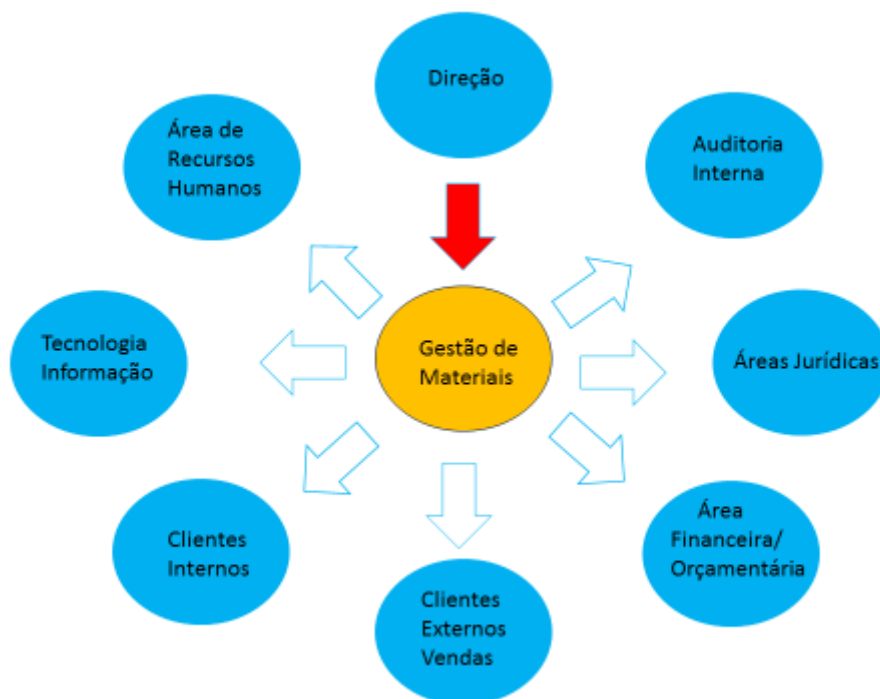 Direção
Área de
Recursos
Humanos
Auditoria
Interna
Tecnologia
Informação
Gestão de
Materiais
Áreas Jurídicas
Clientes
Internos
Área
Financeira/
Orçamentária
Clientes
Externos
Vendas